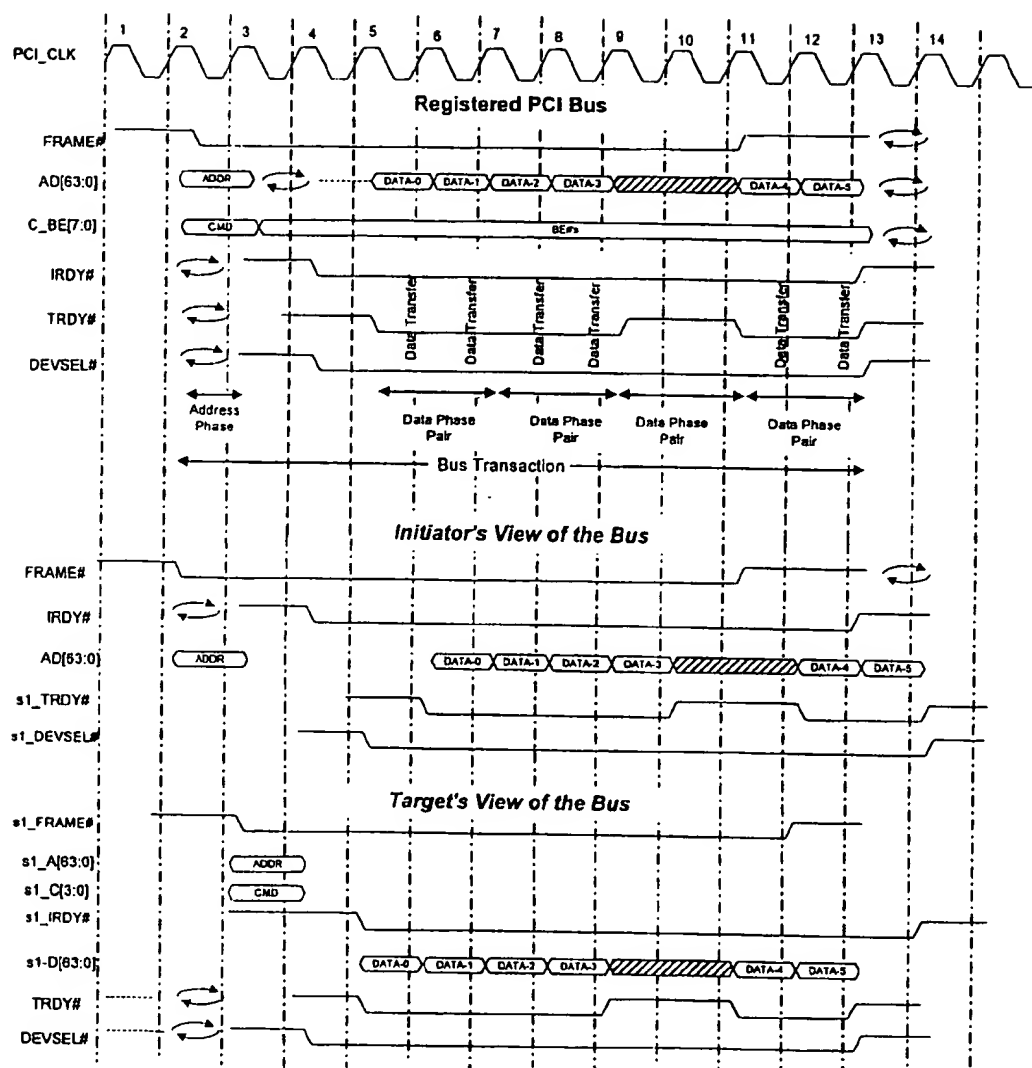 1 2 3 4 5 6 7 8 9 10 11 12 13 14
PCI_CLK
Registered PCI Bus
FRAME#
AD[63:0] ADDR DATA-0 DATA-1 DATA-2 DATA-3 DATA-4 DATA-5
C_BE[7:0] CMD BE#'s
IRDY#
TRDY# Data Transfer Data Transfer Data Transfer Data Transfer Data Transfer Data Transfer
DEVSEL#
Address
Phase
Data Phase Data Phase Data Phase Data Phase
Pair Pair Pair Pair
Bus Transaction
Initiator's View of the Bus
FRAME#
IRDY#
AD[63:0] ADDR DATA-0 DATA-1 DATA-2 DATA-3 DATA-4 DATA-5
s1_TRDY#
s1_DEVSEL#
Target's View of the Bus
s1_FRAME#
s1_A[63:0] ADDR
s1_C[3:0] CMD
s1_IRDY#
s1-D[63:0] DATA-0 DATA-1 DATA-2 DATA-3 DATA-4 DATA-5
TRDY#
DEVSEL#